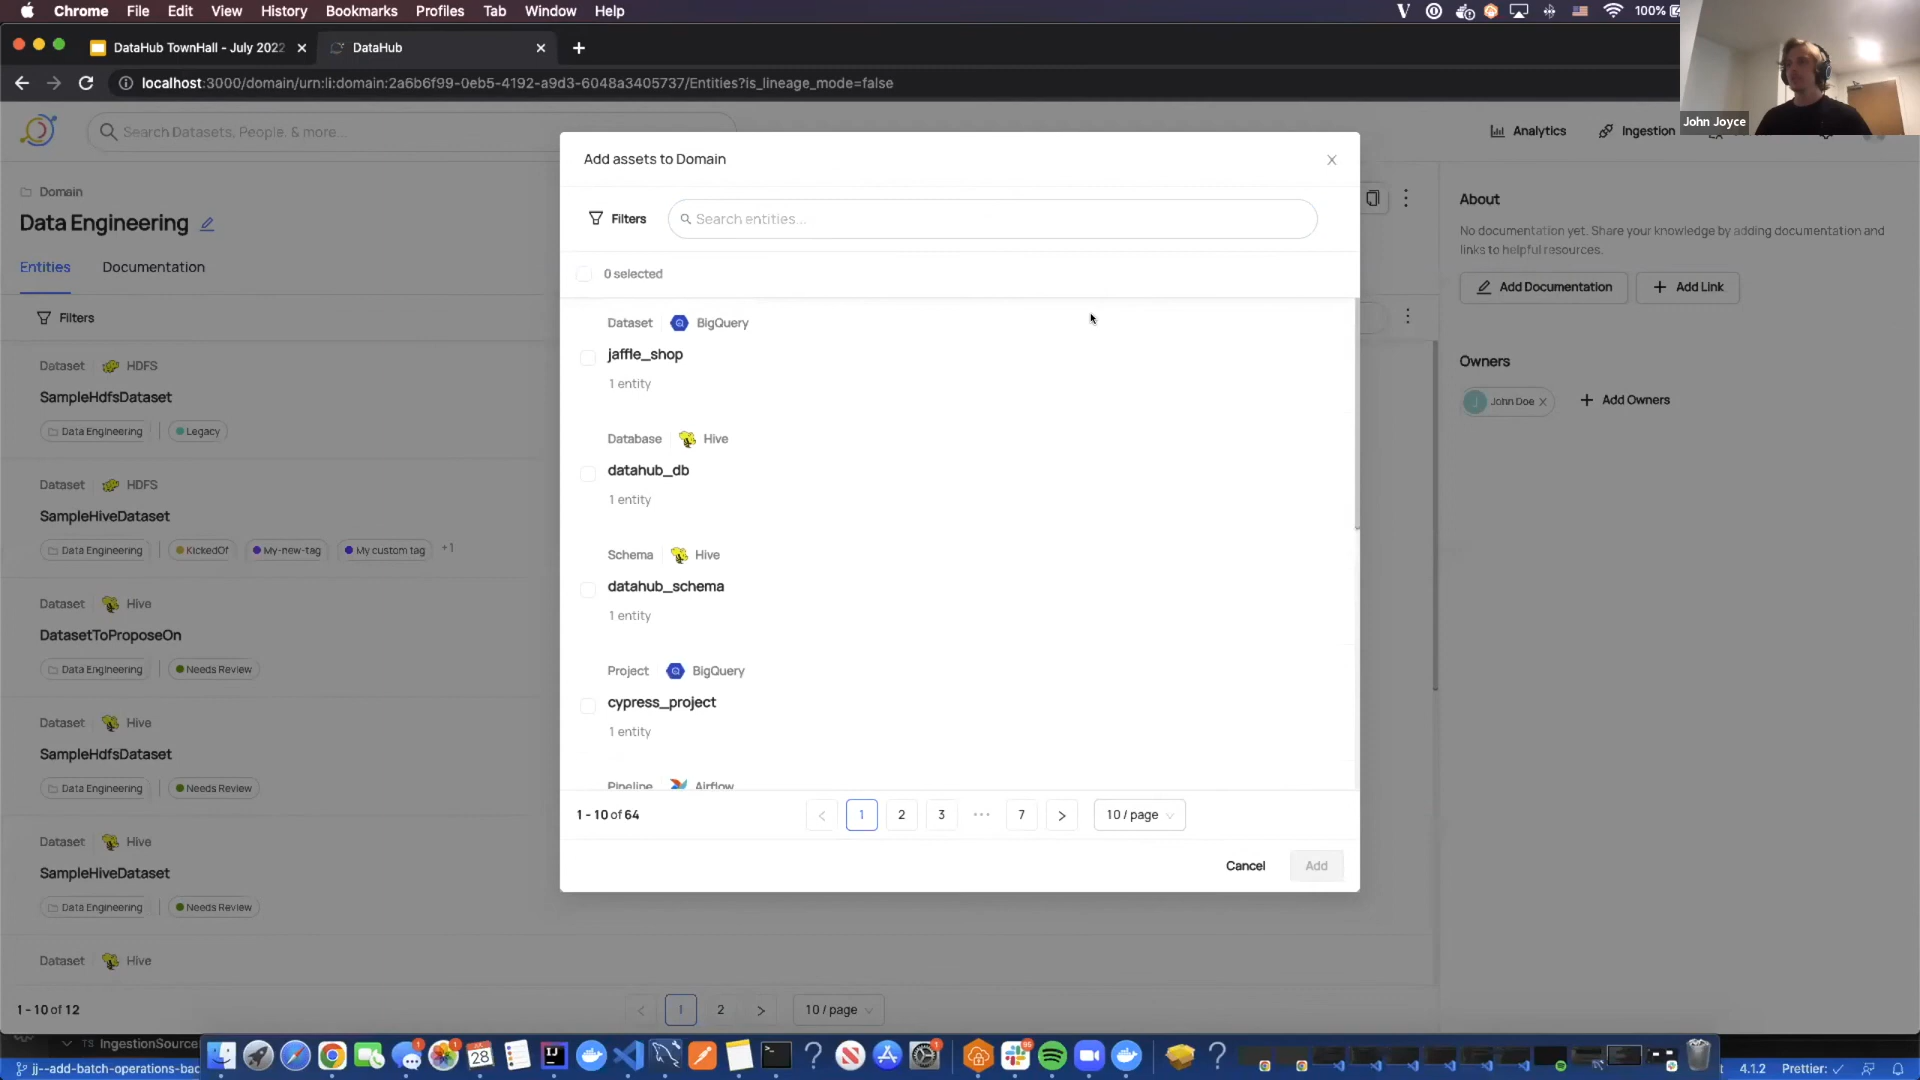 Chrome File Edit View History Bookmarks Profiles Tab Window Help
100%
DataHub TownHall - July 2022
DataHub
localhost:3000/domain/urn:li:domain:2a6b6f99-0eb5-4192-a9d3-6048a3405737/Entities?is_lineage_mode=false
John Joyce
Search Datasets, People, & more...
Analytics
Ingestion
Domain
Data Engineering
Entities
Documentation
Filters
Dataset HDFS
SampleHdfsDataset
Data Engineering
Legacy
Dataset HDFS
SampleHiveDataset
Data Engineering
KickedOf
My-new-tag
My custom tag
+1
Dataset Hive
DatasetToProposeOn
Data Engineering
Needs Review
Dataset Hive
SampleHdfsDataset
Data Engineering
Needs Review
Dataset Hive
SampleHiveDataset
Data Engineering
Needs Review
Dataset Hive
1 - 10 of 12
1
2
10 / page
Add assets to Domain
Filters
Search entities...
0 selected
Dataset BigQuery
jaffle_shop
1 entity
Database Hive
datahub_db
1 entity
Schema Hive
datahub_schema
1 entity
Project BigQuery
cypress_project
1 entity
Pipeline Airflow
1 - 10 of 64
1
2
3
•••
7
10 / page
Cancel
Add
About
No documentation yet. Share your knowledge by adding documentation and
links to helpful resources.
Add Documentation
Add Link
Owners
John Doe
Add Owners
TS IngestionSource
28
jj--add-batch-operations-bac
4.1.2
Prettier: